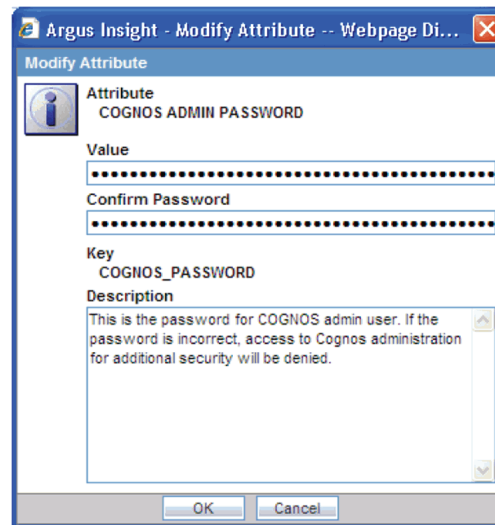 Argus Insight - Modify Attribute -- Webpage Di...
Modify Attribute
Attribute
COGNOS ADMIN PASSWORD
Value
Confirm Password
Key
COGNOS_PASSWORD
Description
This is the password for COGNOS admin user. If the
password is incorrect, access to Cognos administration
for additional security will be denied.
OK Cancel